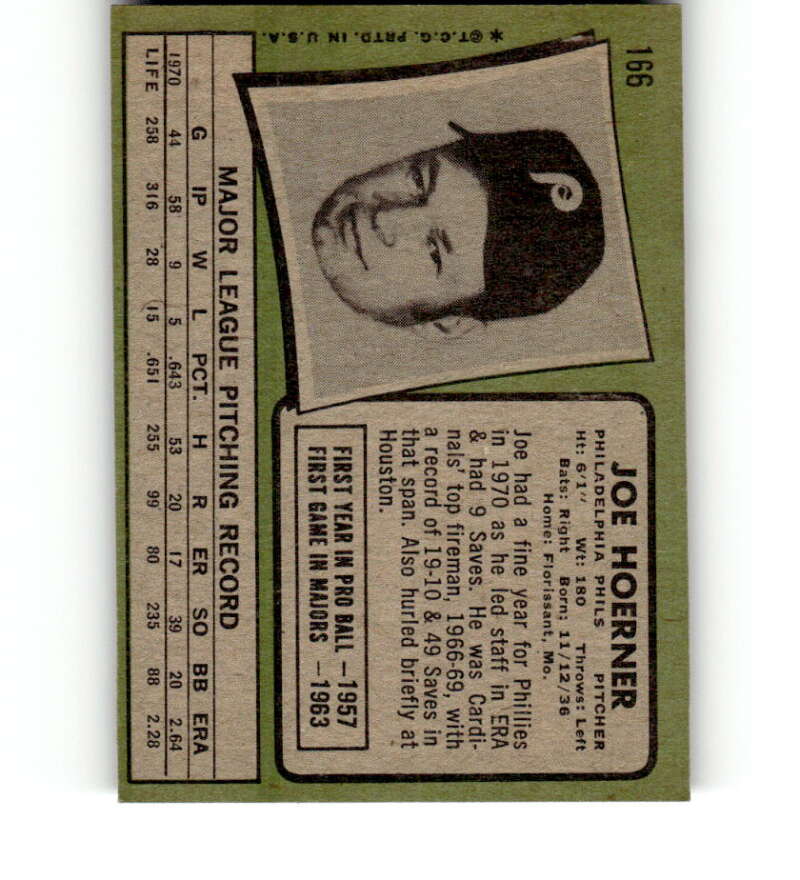 166
JOE HOERNER
PHILADELPHIA PHILS PITCHER
Ht: 6'1" Wt: 180 Throws: Left
Bats: Right Born: 11/12/36
Home: Florissant, Mo.
Joe had a fine year for Phillies
in 1970 as he led staff in ERA
& had 9 Saves. He was Cardi-
nals' top fireman, 1966-69, with
a record of 19-10 & 49 Saves in
that span. Also hurled briefly at
Houston.
FIRST YEAR IN PRO BALL — 1957
FIRST GAME IN MAJORS — 1963
MAJOR LEAGUE PITCHING RECORD
G IP W L PCT. H R ER SO BB ERA
1970 44 58 9 5 .643 53 20 17 39 20 2.64
LIFE 258 316 28 15 .651 255 99 80 235 88 2.28
* © T.C.G. PRTD. IN U.S.A.
P